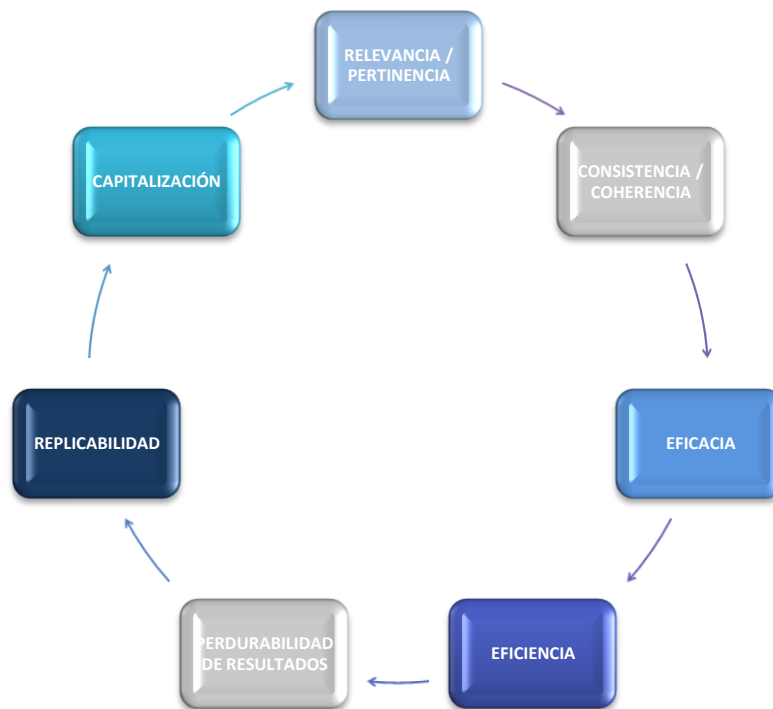 RELEVANCIA /
PERTINENCIA
CONSISTENCIA /
COHERENCIA
EFICACIA
EFICIENCIA
PERDURABILIDAD
DE RESULTADOS
REPLICABILIDAD
CAPITALIZACIÓN